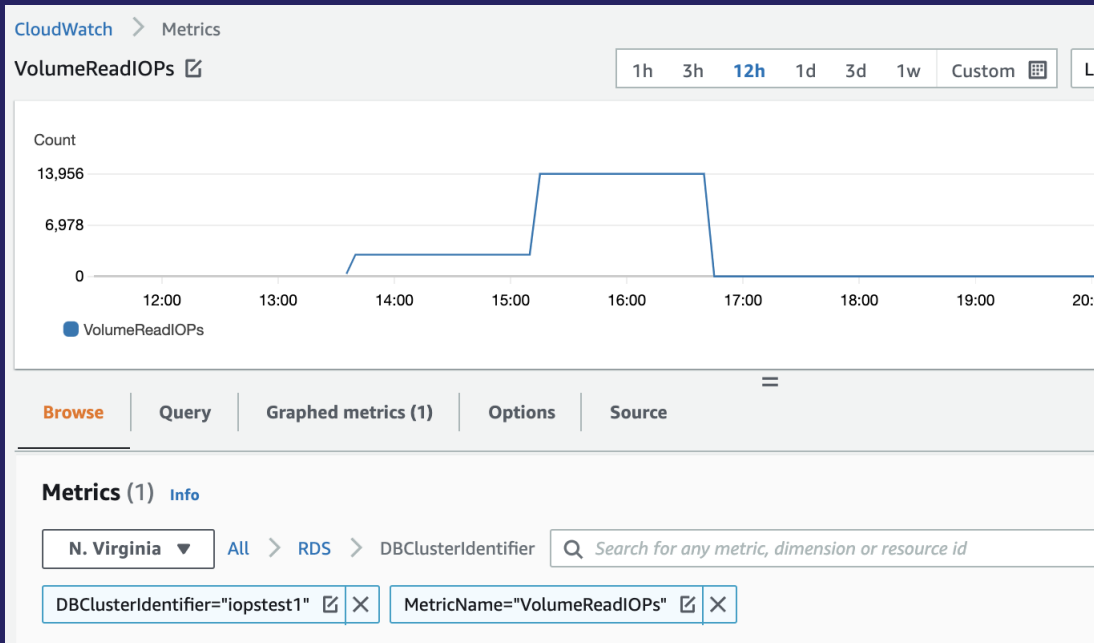 CloudWatch > Metrics
VolumeReadIOPs
1h 3h 12h 1d 3d 1w Custom L
Count
13,956
6,978
0
12:00 13:00 14:00 15:00 16:00 17:00 18:00 19:00 20:
VolumeReadIOPs
Browse Query Graphed metrics (1) Options Source
Metrics (1) Info
N. Virginia ▼ All > RDS > DBClusterIdentifier Search for any metric, dimension or resource id
DBClusterIdentifier="iopstest1" MetricName="VolumeReadIOPs"